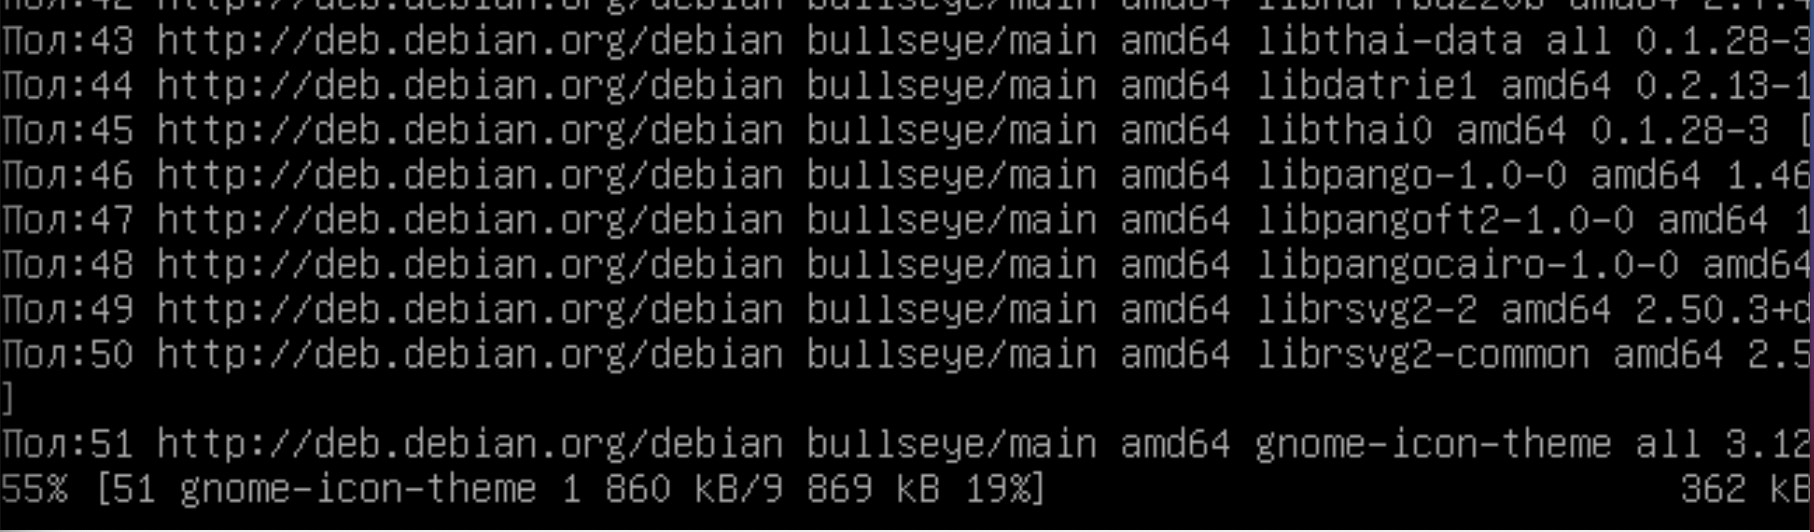 Пол:43 http://deb.debian.org/debian bullseye/main amd64 libthai-data all 0.1.28-3
Пол:44 http://deb.debian.org/debian bullseye/main amd64 libdatrie1 amd64 0.2.13-1
Пол:45 http://deb.debian.org/debian bullseye/main amd64 libthai0 amd64 0.1.28-3 [
Пол:46 http://deb.debian.org/debian bullseye/main amd64 libpango-1.0-0 amd64 1.46
Пол:47 http://deb.debian.org/debian bullseye/main amd64 libpangoft2-1.0-0 amd64 1
Пол:48 http://deb.debian.org/debian bullseye/main amd64 libpangocairo-1.0-0 amd64
Пол:49 http://deb.debian.org/debian bullseye/main amd64 librsvg2-2 amd64 2.50.3+d
Пол:50 http://deb.debian.org/debian bullseye/main amd64 librsvg2-common amd64 2.5
]
Пол:51 http://deb.debian.org/debian bullseye/main amd64 gnome-icon-theme all 3.12
55% [51 gnome-icon-theme 1 860 kB/9 869 kB 19%] 362 kB